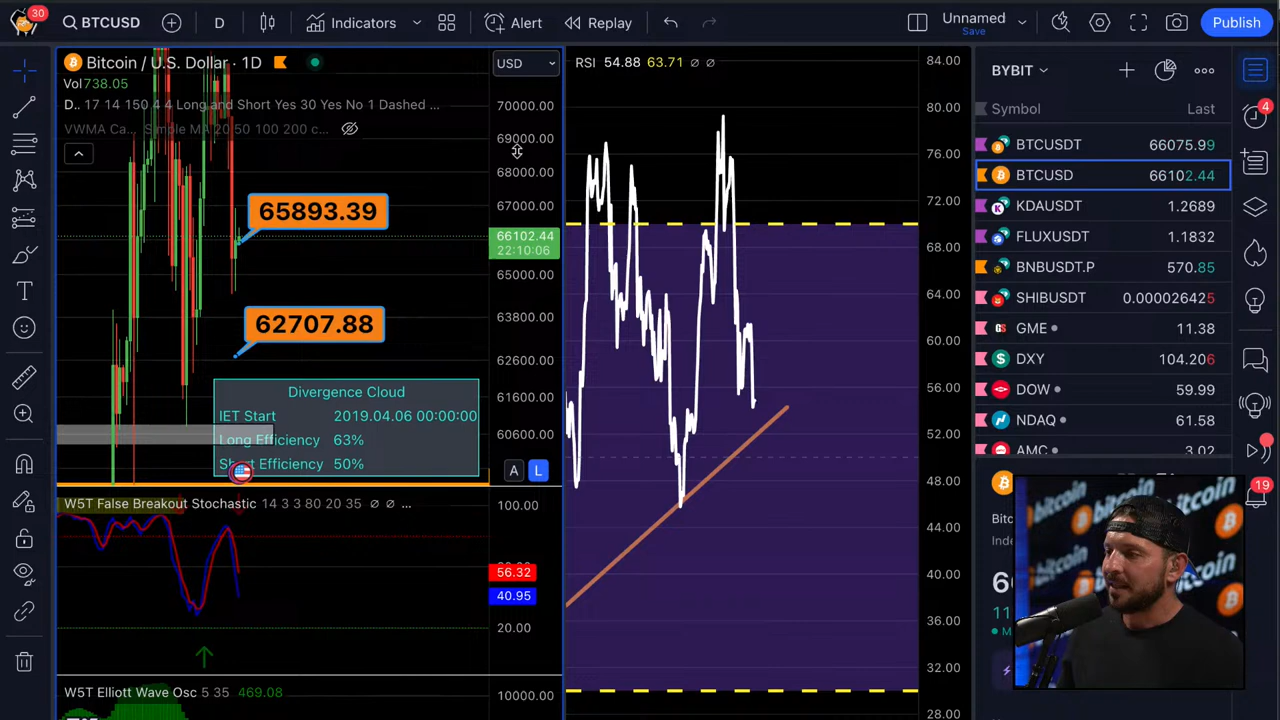 30
BTCUSD
D
Indicators
Alert
Replay
Unnamed
Save
Publish
Bitcoin / U.S. Dollar · 1D
Vol738.05
D.. 17 14 150 4 4 Long and Short Yes 30 Yes No 1 Dashed ...
VWMA Ca... Simple MA 20 50 100 200 c...
USD
70000.00
69000.00
68000.00
67000.00
66102.44
22:10:06
65000.00
63800.00
62600.00
61600.00
60600.00
65893.39
62707.88
Divergence Cloud
IET Start 2019.04.06 00:00:00
Long Efficiency 63%
Short Efficiency 50%
A L
W5T False Breakout Stochastic 14 3 3 80 20 35 ∅ ∅ ...
100.00
56.32
40.95
20.00
W5T Elliott Wave Osc 5 35 469.08
10000.00
RSI 54.88 63.71 ∅ ∅
84.00
80.00
76.00
72.00
68.00
64.00
60.00
56.00
52.00
48.00
44.00
40.00
36.00
32.00
28.00
BYBIT
Symbol Last
BTCUSDT 66075.99
BTCUSD 66102.44
KDAUSDT 1.2689
FLUXUSDT 1.1832
BNBUSDT.P 570.85
SHIBUSDT 0.000026425
GME 11.38
DXY 104.206
DOW 59.99
NDAQ 61.58
AMC 3.02
4
19
bitcoin
bitcoin
bitcoin